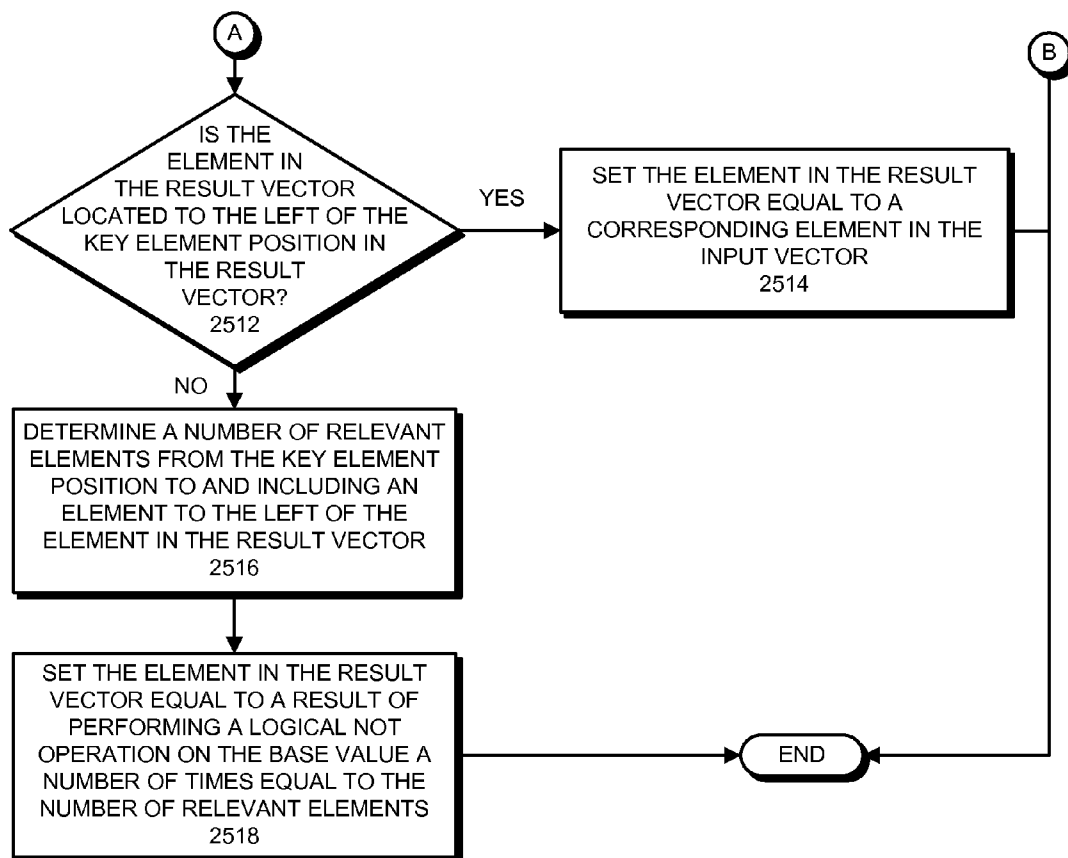 A
B
IS THE
ELEMENT IN
THE RESULT VECTOR
LOCATED TO THE LEFT OF THE
KEY ELEMENT POSITION IN
THE RESULT
VECTOR?
2512
YES
SET THE ELEMENT IN THE RESULT
VECTOR EQUAL TO A
CORRESPONDING ELEMENT IN THE
INPUT VECTOR
2514
NO
DETERMINE A NUMBER OF RELEVANT
ELEMENTS FROM THE KEY ELEMENT
POSITION TO AND INCLUDING AN
ELEMENT TO THE LEFT OF THE
ELEMENT IN THE RESULT VECTOR
2516
SET THE ELEMENT IN THE RESULT
VECTOR EQUAL TO A RESULT OF
PERFORMING A LOGICAL NOT
OPERATION ON THE BASE VALUE A
NUMBER OF TIMES EQUAL TO THE
NUMBER OF RELEVANT ELEMENTS
2518
END